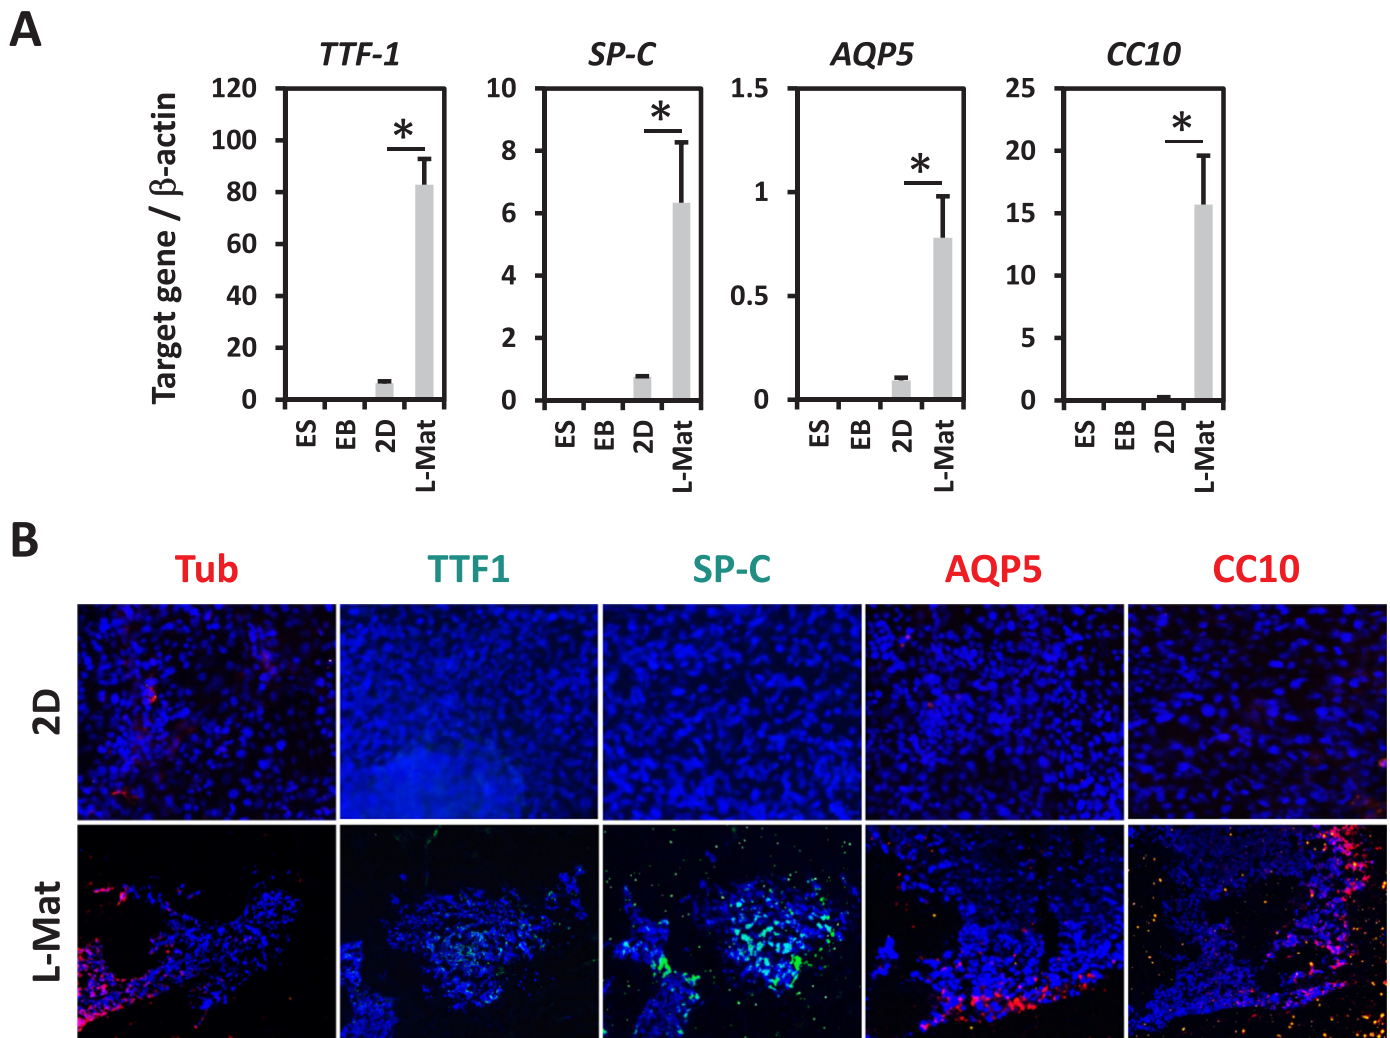 A
TTF-1 SP-C AQP5 CC10
Target gene / β-actin
120 100 80 60 40 20 0
10 8 6 4 2 0
1.5 1 0.5 0
25 20 15 10 5 0
* * * *
ES EB 2D L-Mat ES EB 2D L-Mat ES EB 2D L-Mat ES EB 2D L-Mat
B
Tub TTF1 SP-C AQP5 CC10
2D
L-Mat